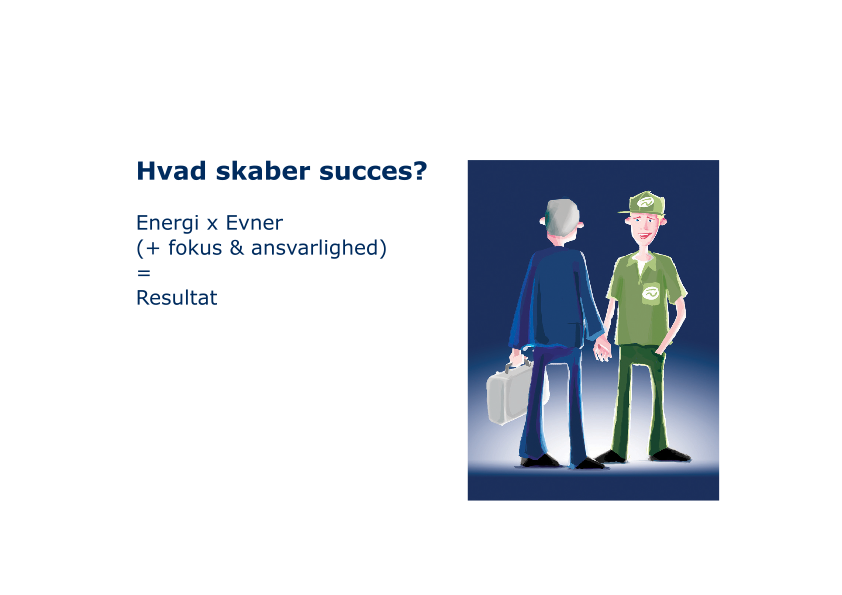 Hvad skaber succes?
Energi x Evner
(+ fokus & ansvarlighed)
=
Resultat